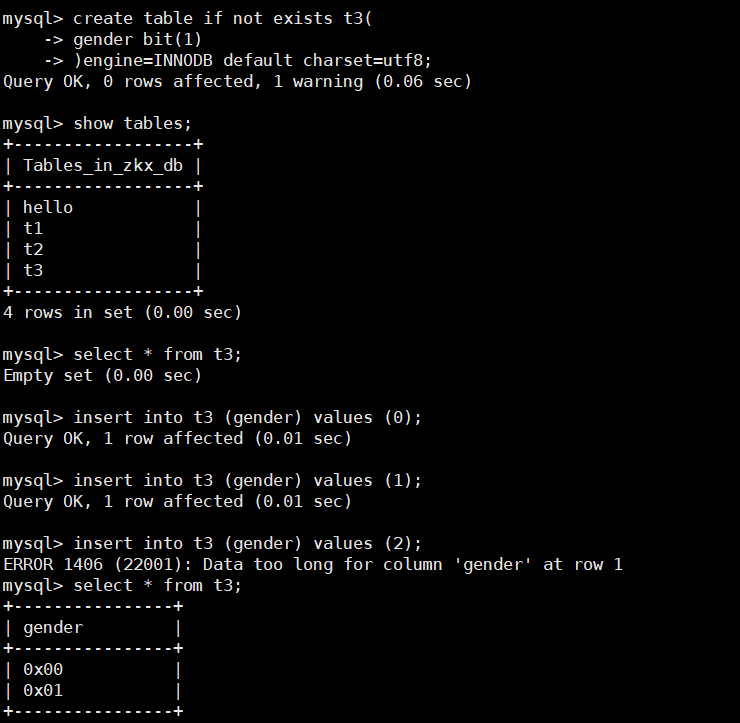 mysql> create table if not exists t3(
    -> gender bit(1)
    -> )engine=INNODB default charset=utf8;
Query OK, 0 rows affected, 1 warning (0.06 sec)

mysql> show tables;
+------------------+
| Tables_in_zkx_db |
+------------------+
| hello            |
| t1               |
| t2               |
| t3               |
+------------------+
4 rows in set (0.00 sec)

mysql> select * from t3;
Empty set (0.00 sec)

mysql> insert into t3 (gender) values (0);
Query OK, 1 row affected (0.01 sec)

mysql> insert into t3 (gender) values (1);
Query OK, 1 row affected (0.01 sec)

mysql> insert into t3 (gender) values (2);
ERROR 1406 (22001): Data too long for column 'gender' at row 1
mysql> select * from t3;
+----------------+
| gender         |
+----------------+
| 0x00           |
| 0x01           |
+----------------+